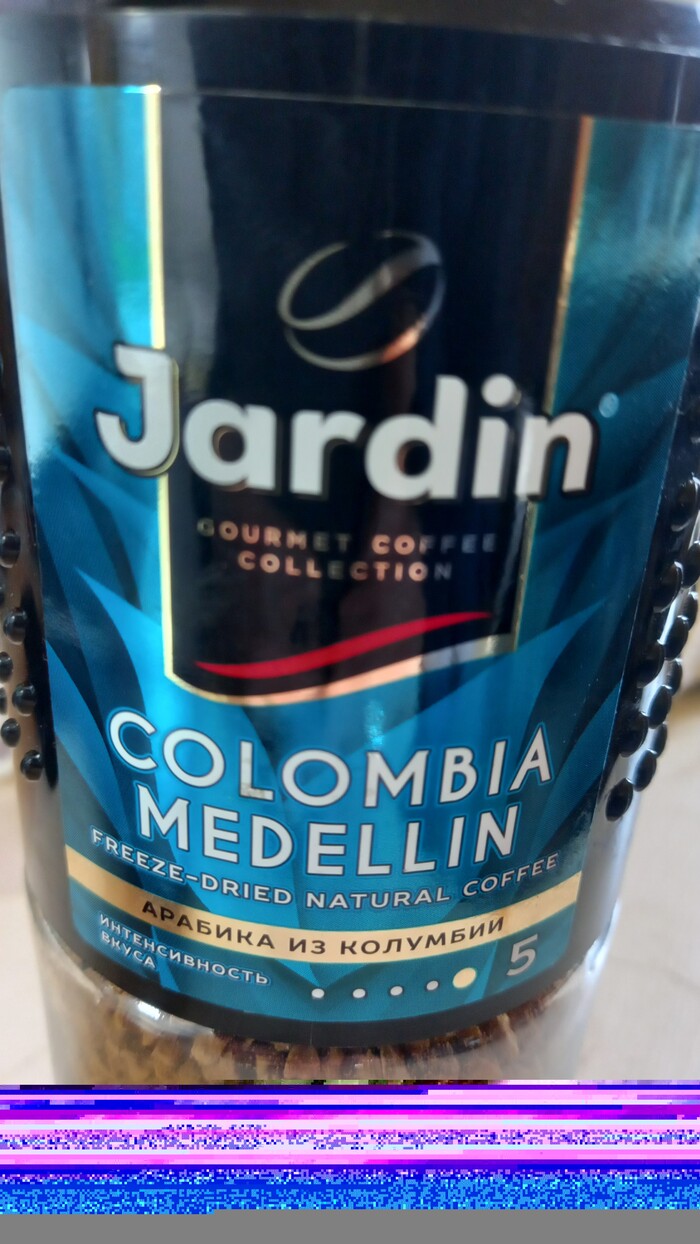 Jardin
GOURMET COFFEE
COLLECTION
COLOMBIA
MEDELLIN
FREEZE-DRIED NATURAL COFFEE
АРАБИКА ИЗ КОЛУМБИИ
ИНТЕНСИВНОСТЬ
ВКУСА
5